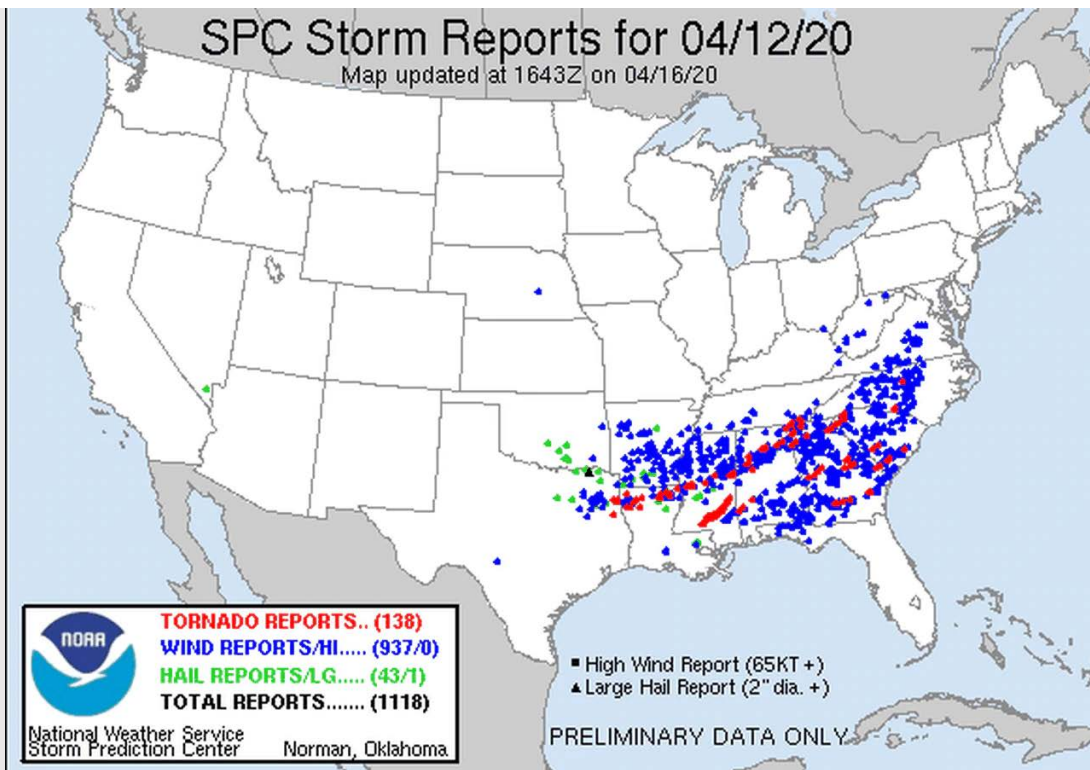 SPC Storm Reports for 04/12/20
Map updated at 1643Z on 04/16/20
NOAA
TORNADO REPORTS.. (138)
WIND REPORTS/HI..... (937/0)
HAIL REPORTS/LG..... (43/1)
TOTAL REPORTS....... (1118)
National Weather Service
Storm Prediction Center Norman, Oklahoma
High Wind Report (65KT +)
Large Hail Report (2" dia. +)
PRELIMINARY DATA ONLY